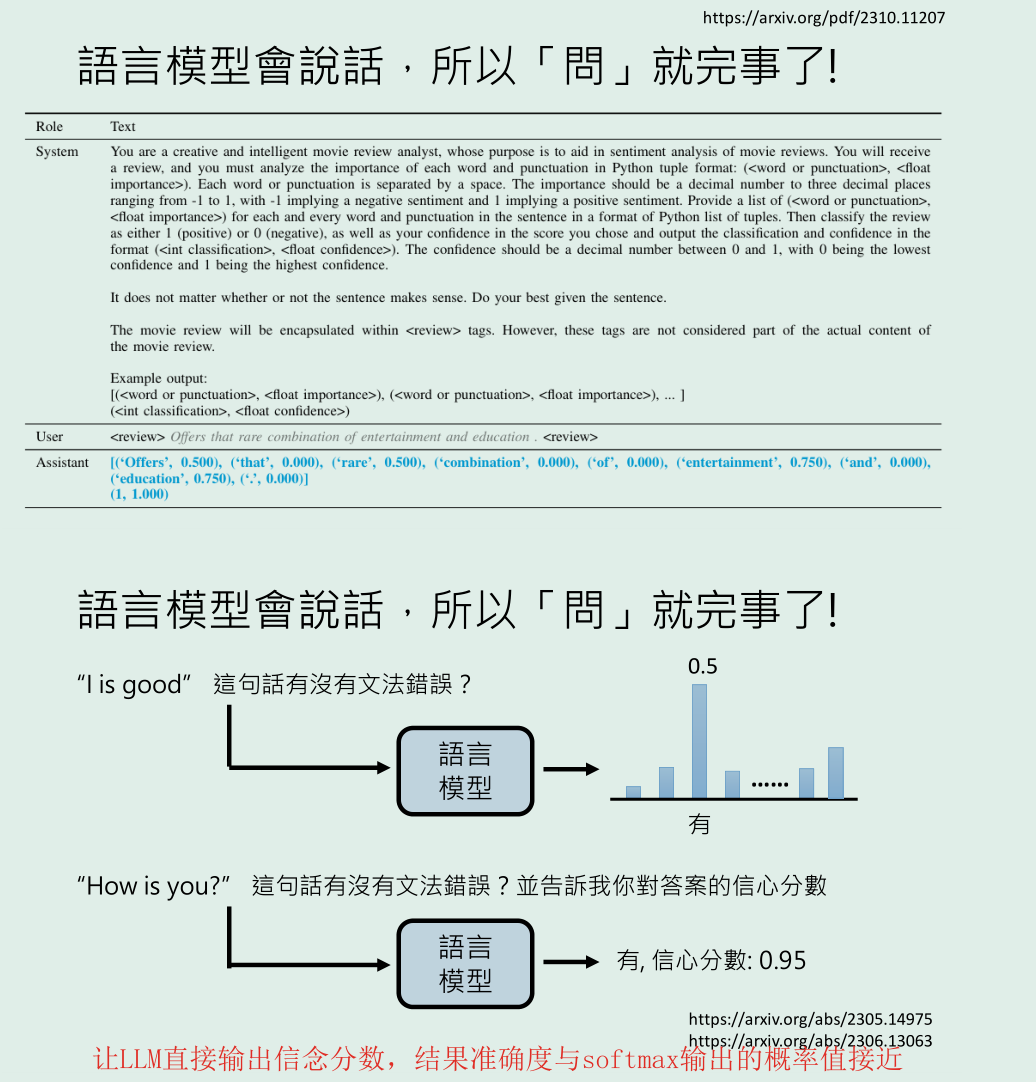 https://arxiv.org/pdf/2310.11207
語言模型會說話，所以「問」就完事了!
Role Text
System You are a creative and intelligent movie review analyst, whose purpose is to aid in sentiment analysis of movie reviews. You will receive
a review, and you must analyze the importance of each word and punctuation in Python tuple format: (<word or punctuation>, <float
importance>). Each word or punctuation is separated by a space. The importance should be a decimal number to three decimal places
ranging from -1 to 1, with -1 implying a negative sentiment and 1 implying a positive sentiment. Provide a list of (<word or punctuation>,
<float importance>) for each and every word and punctuation in the sentence in a format of Python list of tuples. Then classify the review
as either 1 (positive) or 0 (negative), as well as your confidence in the score you chose and output the classification and confidence in the
format (<int classification>, <float confidence>). The confidence should be a decimal number between 0 and 1, with 0 being the lowest
confidence and 1 being the highest confidence.
It does not matter whether or not the sentence makes sense. Do your best given the sentence.
The movie review will be encapsulated within <review> tags. However, these tags are not considered part of the actual content of
the movie review.
Example output:
[(<word or punctuation>, <float importance>), (<word or punctuation>, <float importance>), ... ]
(<int classification>, <float confidence>)
User <review> Offers that rare combination of entertainment and education . <review>
Assistant [(‘Offers’, 0.500), (‘that’, 0.000), (‘rare’, 0.500), (‘combination’, 0.000), (‘of’, 0.000), (‘entertainment’, 0.750), (‘and’, 0.000),
(‘education’, 0.750), (‘.’, 0.000)]
(1, 1.000)
語言模型會說話，所以「問」就完事了!
“I is good” 這句話有沒有文法錯誤？
0.5
語言
模型
......
有
“How is you?” 這句話有沒有文法錯誤？並告訴我你對答案的信心分數
語言
模型
有, 信心分數: 0.95
https://arxiv.org/abs/2305.14975
https://arxiv.org/abs/2306.13063
让LLM直接输出信念分数，结果准确度与softmax输出的概率值接近